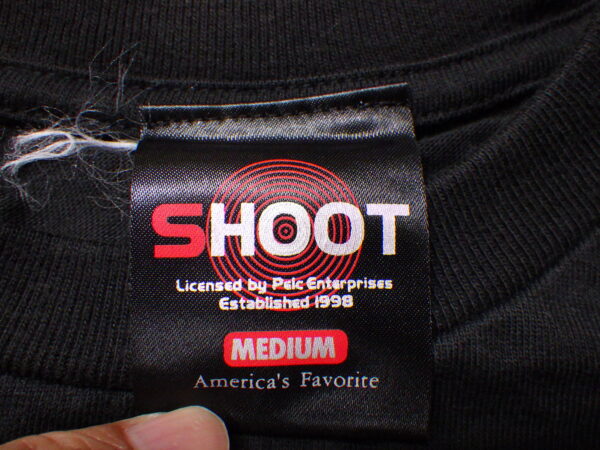 SHOOT
Licensed by Pelc Enterprises
Established 1998
MEDIUM
America's Favorite